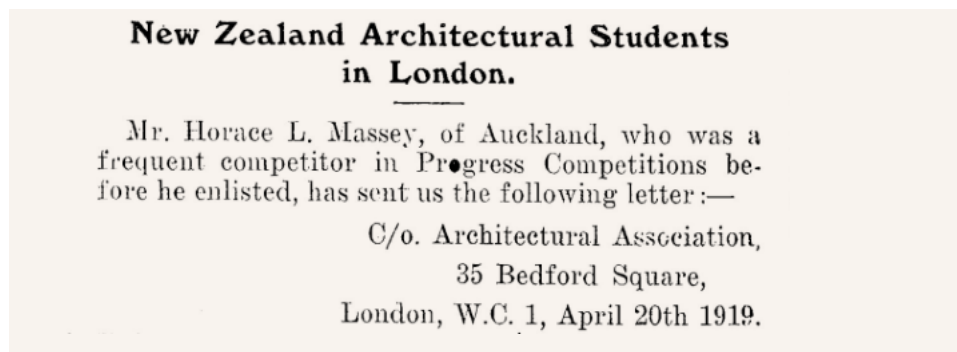 New Zealand Architectural Students
in London.
Mr. Horace L. Massey, of Auckland, who was a
frequent competitor in Progress Competitions be-
fore he enlisted, has sent us the following letter:—
C/o. Architectural Association,
35 Bedford Square,
London, W.C. 1, April 20th 1919.